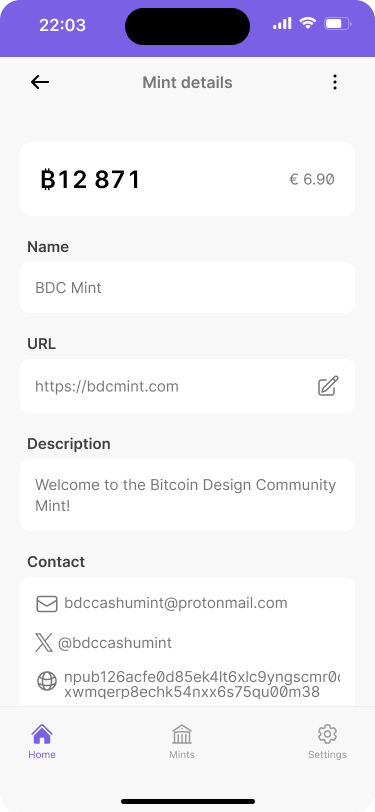 22:03
Mint details
₿12 871
€ 6.90
Name
BDC Mint
URL
https://bdcmint.com
Description
Welcome to the Bitcoin Design Community
Mint!
Contact
bdccashumint@protonmail.com
@bdccashumint
npub126acfe0d85ek4lt6xlc9yngscmr0
xwmqerp8echk54nxx6s75qu00m38
Home
Mints
Settings